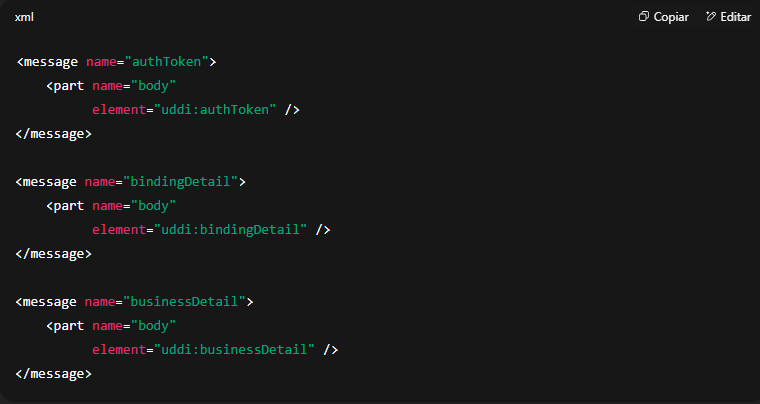 xml
Copiar
Editar
<message name="authToken">
    <part name="body"
          element="uddi:authToken" />
</message>
<message name="bindingDetail">
    <part name="body"
          element="uddi:bindingDetail" />
</message>
<message name="businessDetail">
    <part name="body"
          element="uddi:businessDetail" />
</message>